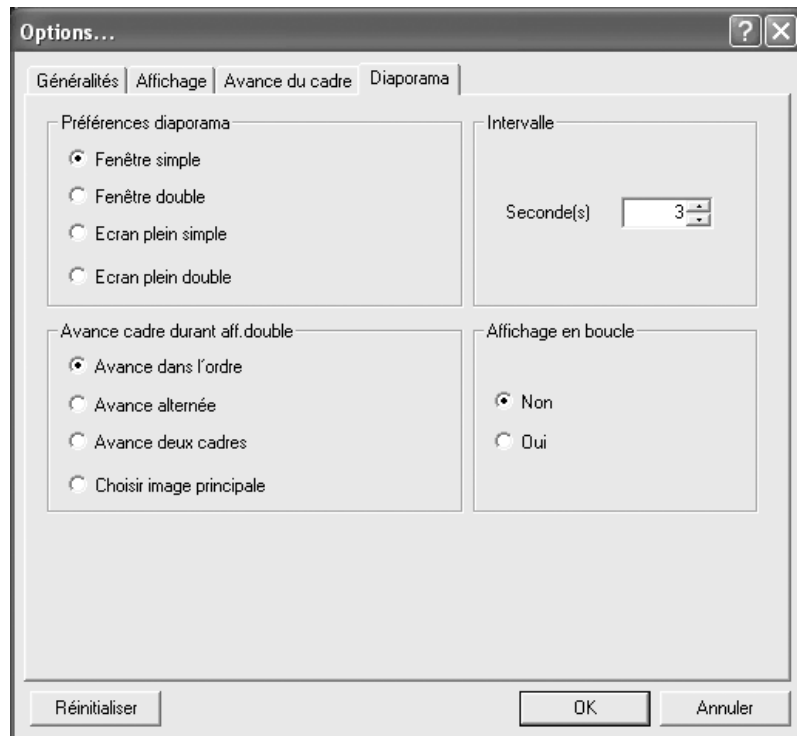 Options...
Généralités
Affichage
Avance du cadre
Diaporama
Préférences diaporama
Fenêtre simple
Fenêtre double
Ecran plein simple
Ecran plein double
Intervalle
Seconde(s) 3
Avance cadre durant aff.double
Avance dans l'ordre
Avance alternée
Avance deux cadres
Choisir image principale
Affichage en boucle
Non
Oui
Réinitialiser
OK
Annuler